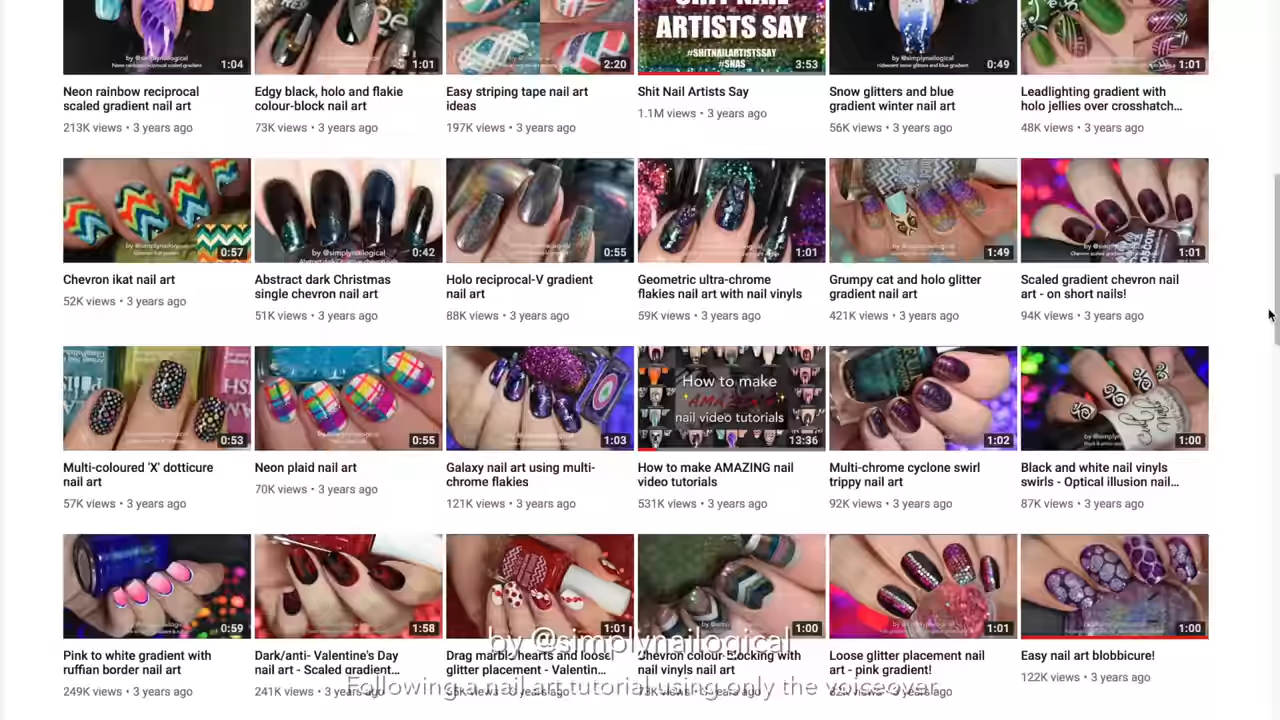 ARTISTS SAY
#SHITNAILARTISTSSAY
#SNAS
1:04
1:01
2:20
3:53
0:49
1:01
Neon rainbow reciprocal
scaled gradient nail art
213K views • 3 years ago
Edgy black, holo and flakie
colour-block nail art
73K views • 3 years ago
Easy striping tape nail art
ideas
197K views • 3 years ago
Shit Nail Artists Say
1.1M views • 3 years ago
Snow glitters and blue
gradient winter nail art
56K views • 3 years ago
Leadlighting gradient with
holo jellies over crosshatch...
48K views • 3 years ago
0:57
0:42
0:55
1:01
1:49
1:01
Chevron ikat nail art
52K views • 3 years ago
Abstract dark Christmas
single chevron nail art
51K views • 3 years ago
Holo reciprocal-V gradient
nail art
88K views • 3 years ago
Geometric ultra-chrome
flakies nail art with nail vinyls
59K views • 3 years ago
Grumpy cat and holo glitter
gradient nail art
421K views • 3 years ago
Scaled gradient chevron nail
art - on short nails!
94K views • 3 years ago
0:53
0:55
1:03
How to make
AMAZING
nail video tutorials
13:36
1:02
1:00
Multi-coloured 'X' dotticure
nail art
57K views • 3 years ago
Neon plaid nail art
70K views • 3 years ago
Galaxy nail art using multi-
chrome flakies
121K views • 3 years ago
How to make AMAZING nail
video tutorials
531K views • 3 years ago
Multi-chrome cyclone swirl
trippy nail art
92K views • 3 years ago
Black and white nail vinyls
swirls - Optical illusion nail...
87K views • 3 years ago
0:59
1:58
1:01
1:00
1:01
1:00
Pink to white gradient with
ruffian border nail art
249K views • 3 years ago
Dark/anti- Valentine's Day
nail art - Scaled gradient...
241K views • 3 years ago
Drag marble hearts and loose
glitter placement - Valentin...
Chevron colour-blocking with
nail vinyls nail art
Loose glitter placement nail
art - pink gradient!
82K views • 3 years ago
Easy nail art blobbicure!
122K views • 3 years ago
by @simplynailogical
Following a nail art tutorial using only the voiceover